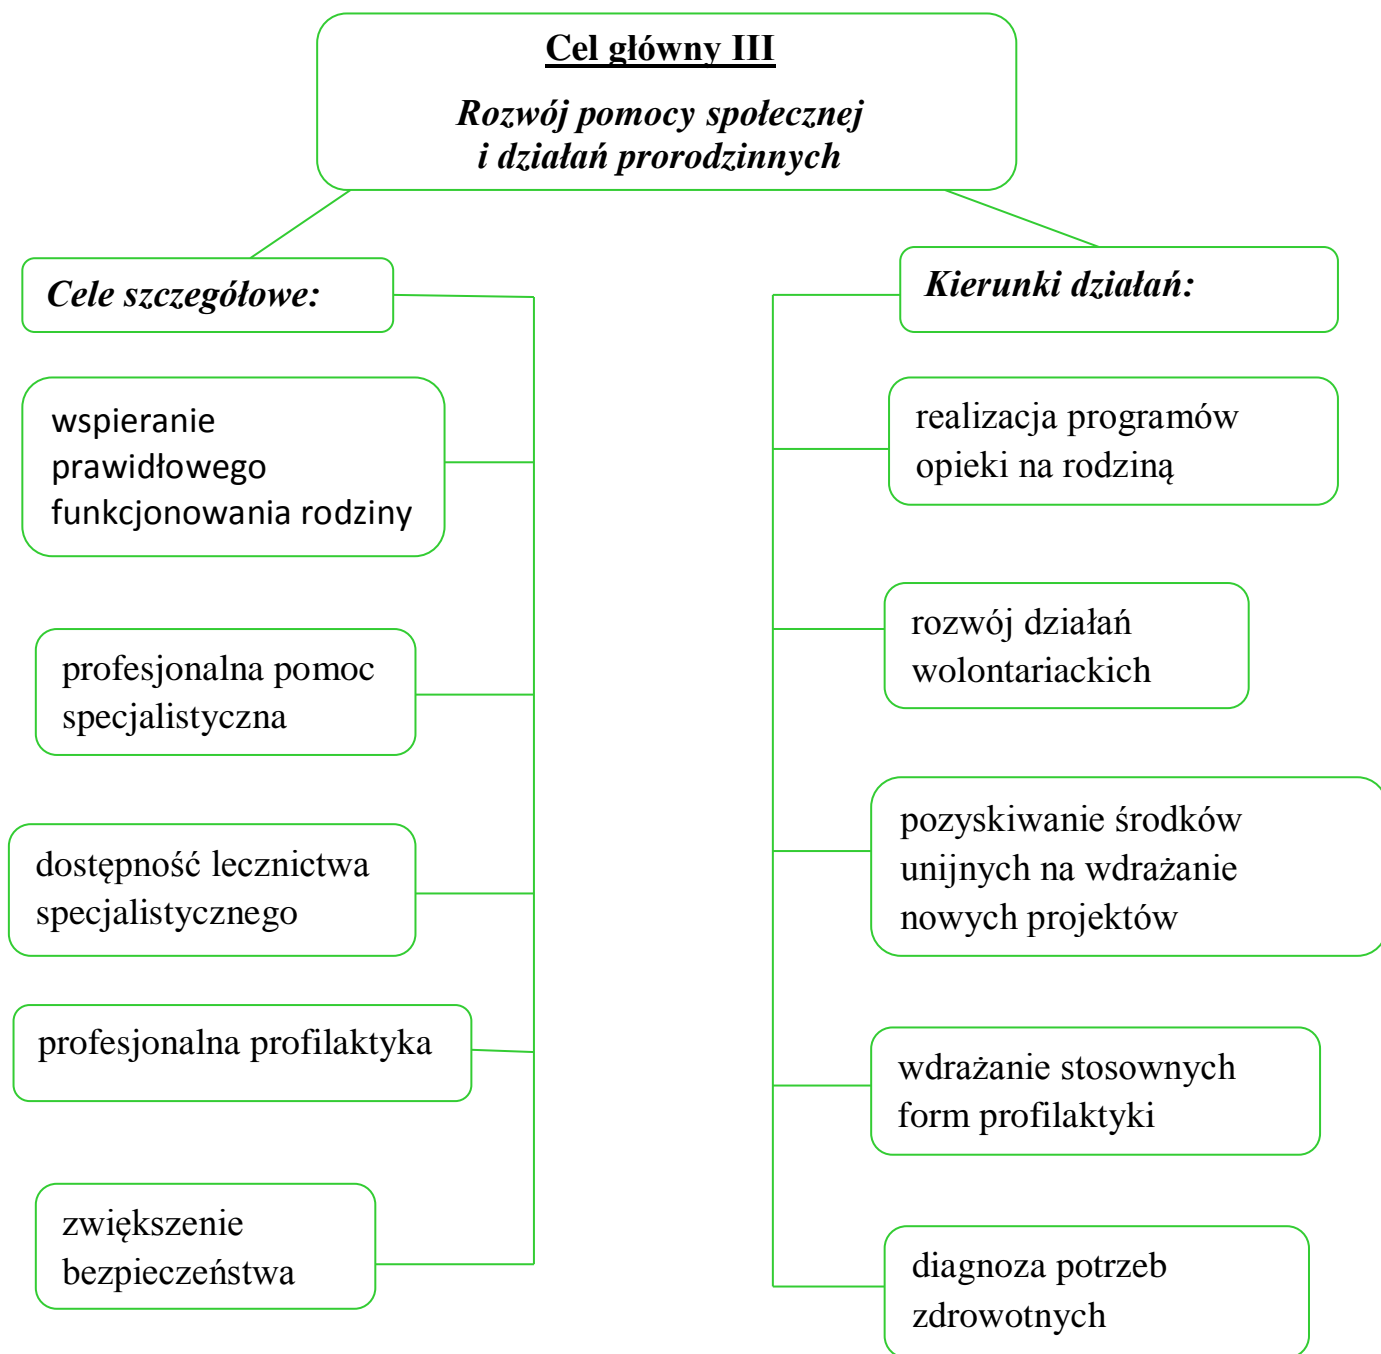 Cel główny III
Rozwój pomocy społecznej
i działań prorodzinnych
Cele szczegółowe:
wspieranie
prawidłowego
funkcjonowania rodziny
profesjonalna pomoc
specjalistyczna
dostępność lecznictwa
specjalistycznego
profesjonalna profilaktyka
zwiększenie
bezpieczeństwa
Kierunki działań:
realizacja programów
opieki na rodziną
rozwój działań
wolontariackich
pozyskiwanie środków
unijnych na wdrażanie
nowych projektów
wdrażanie stosownych
form profilaktyki
diagnoza potrzeb
zdrowotnych